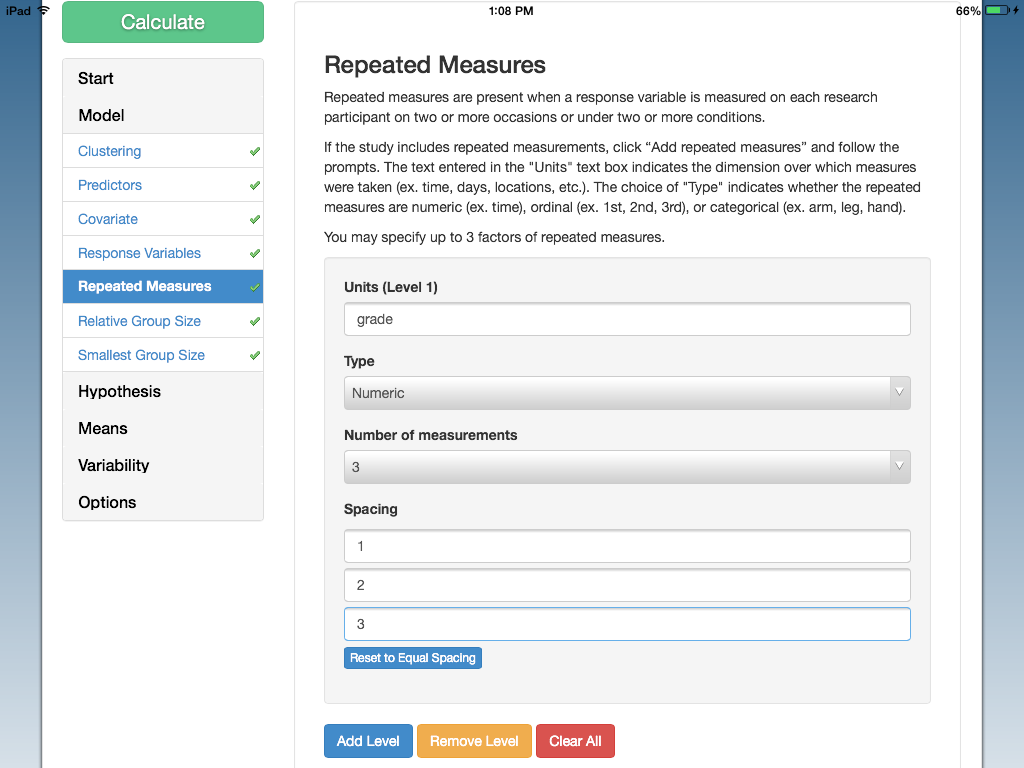 iPad 1:08 PM 66%
Calculate
Start
Model
Clustering
Predictors
Covariate
Response Variables
Repeated Measures
Relative Group Size
Smallest Group Size
Hypothesis
Means
Variability
Options
Repeated Measures
Repeated measures are present when a response variable is measured on each research
participant on two or more occasions or under two or more conditions.
If the study includes repeated measurements, click “Add repeated measures” and follow the
prompts. The text entered in the "Units" text box indicates the dimension over which measures
were taken (ex. time, days, locations, etc.). The choice of "Type" indicates whether the repeated
measures are numeric (ex. time), ordinal (ex. 1st, 2nd, 3rd), or categorical (ex. arm, leg, hand).
You may specify up to 3 factors of repeated measures.
Units (Level 1)
grade
Type
Numeric
Number of measurements
3
Spacing
1
2
3
Reset to Equal Spacing
Add Level Remove Level Clear All